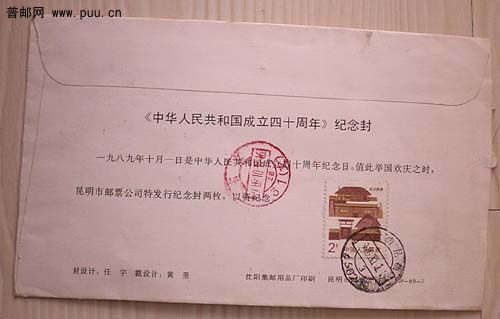 普邮网
www.puu.cn
《中华人民共和国成立四十周年》纪念封
一九八九年十月一日是中华人民共和国成立四十周年纪念日。值此举国欢庆之时，
昆明市邮票公司特发行纪念封两枚，以资纪念。
2分
封设计：任 宇 戳设计：黄 里
沈阳集邮用品厂印刷 昆明
-89-7